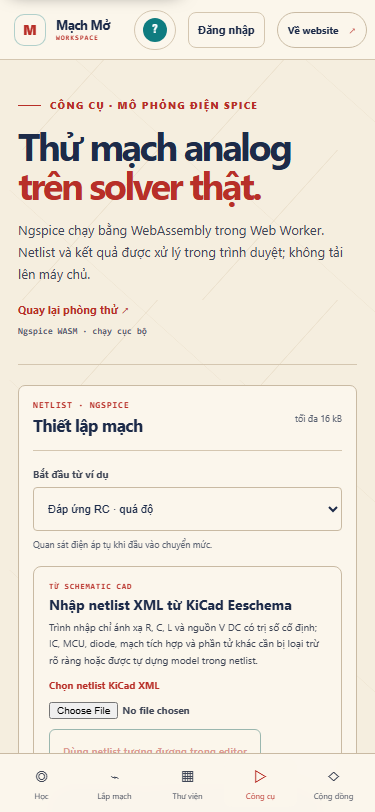 M
Mạch Mở
WORKSPACE
?
Đăng nhập
Về website ↗
CÔNG CỤ · MÔ PHỎNG ĐIỆN SPICE
Thử mạch analog
trên solver thật.
Ngspice chạy bằng WebAssembly trong Web Worker.
Netlist và kết quả được xử lý trong trình duyệt; không tải
lên máy chủ.
Quay lại phòng thử ↗
Ngspice WASM · chạy cục bộ
NETLIST · NGSPICE
Thiết lập mạch
tối đa 16 kB
Bắt đầu từ ví dụ
Đáp ứng RC · quá độ
Quan sát điện áp tụ khi đầu vào chuyển mức.
TỪ SCHEMATIC CAD
Nhập netlist XML từ KiCad Eeschema
Trình nhập chỉ ánh xạ R, C, L và nguồn V DC có trị số cố định;
IC, MCU, diode, mạch tích hợp và phần tử khác cần bị loại trừ
rõ ràng hoặc được tự dựng model trong netlist.
Chọn netlist KiCad XML
Choose File No file chosen
Dùng netlist tương đương trong editor
Học
Lắp mạch
Thư viện
Công cụ
Cộng đồng